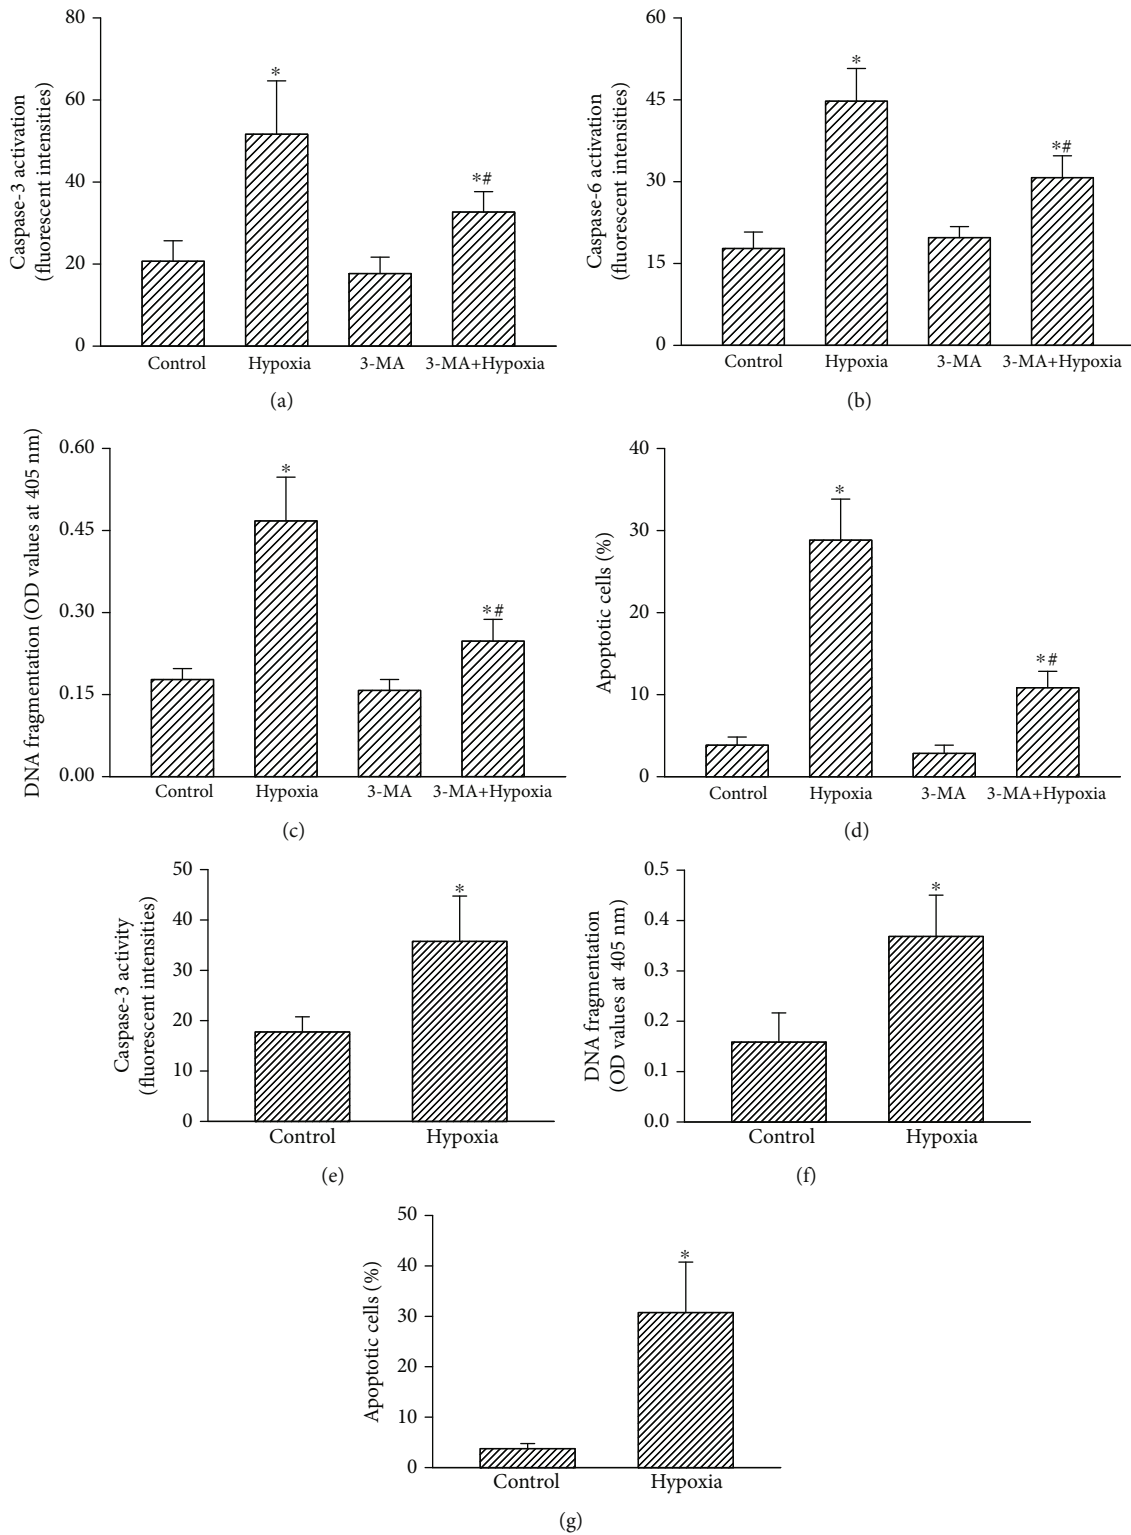 Caspase-3 activation
(fluorescent intensities)
80
60
40
20
0
*
*#
Control Hypoxia 3-MA 3-MA+Hypoxia
(a)
Caspase-6 activation
(fluorescent intensities)
60
45
30
15
0
*
*#
Control Hypoxia 3-MA 3-MA+Hypoxia
(b)
DNA fragmentation (OD values at 405 nm)
0.60
0.45
0.30
0.15
0.00
*
*#
Control Hypoxia 3-MA 3-MA+Hypoxia
(c)
Apoptotic cells (%)
40
30
20
10
0
*
*#
Control Hypoxia 3-MA 3-MA+Hypoxia
(d)
Caspase-3 activity
(fluorescent intensities)
50
40
30
20
10
0
*
Control Hypoxia
(e)
DNA fragmentation
(OD values at 405 nm)
0.5
0.4
0.3
0.2
0.1
0.0
*
Control Hypoxia
(f)
Apoptotic cells (%)
50
40
30
20
10
0
*
Control Hypoxia
(g)